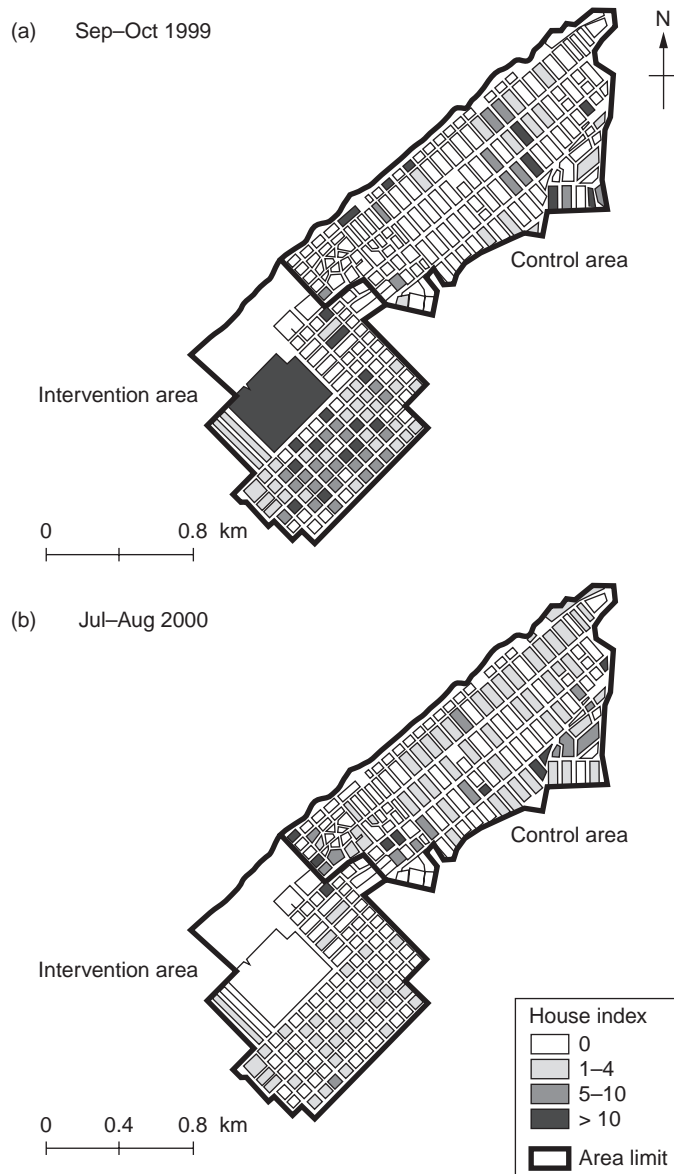 (a) Sep–Oct 1999
N
Control area
Intervention area
0 0.8 km
(b) Jul–Aug 2000
Control area
Intervention area
House index
0
1–4
5–10
> 10
Area limit
0 0.4 0.8 km